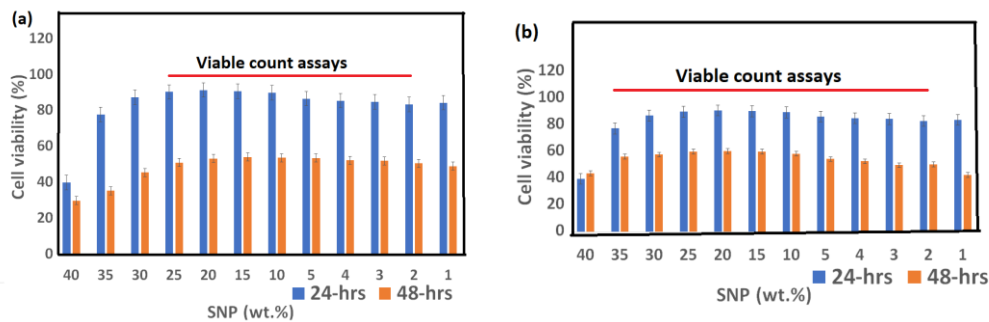 (a)
Viable count assays
Cell viability (%)
120
100
80
60
40
20
0
40 35 30 25 20 15 10 5 4 3 2 1
SNP (wt.%)
24-hrs 48-hrs
(b)
Viable count assays
Cell viability (%)
120
100
80
60
40
20
0
40 35 30 25 20 15 10 5 4 3 2 1
SNP (wt.%)
24-hrs 48-hrs